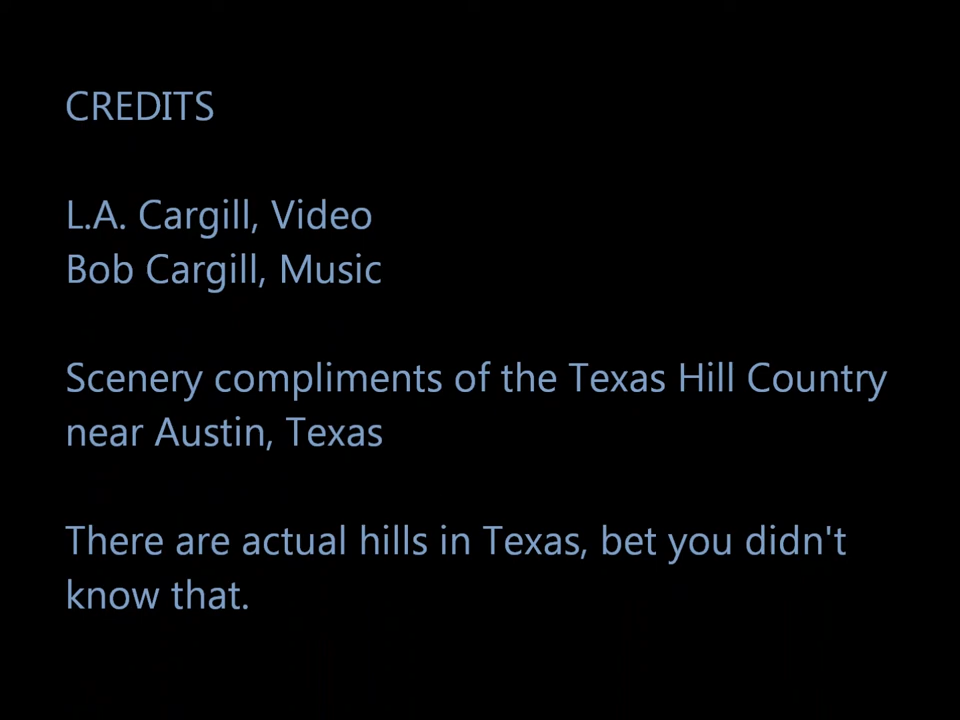 CREDITS
L.A. Cargill, Video
Bob Cargill, Music
Scenery compliments of the Texas Hill Country
near Austin, Texas
There are actual hills in Texas, bet you didn't
know that.